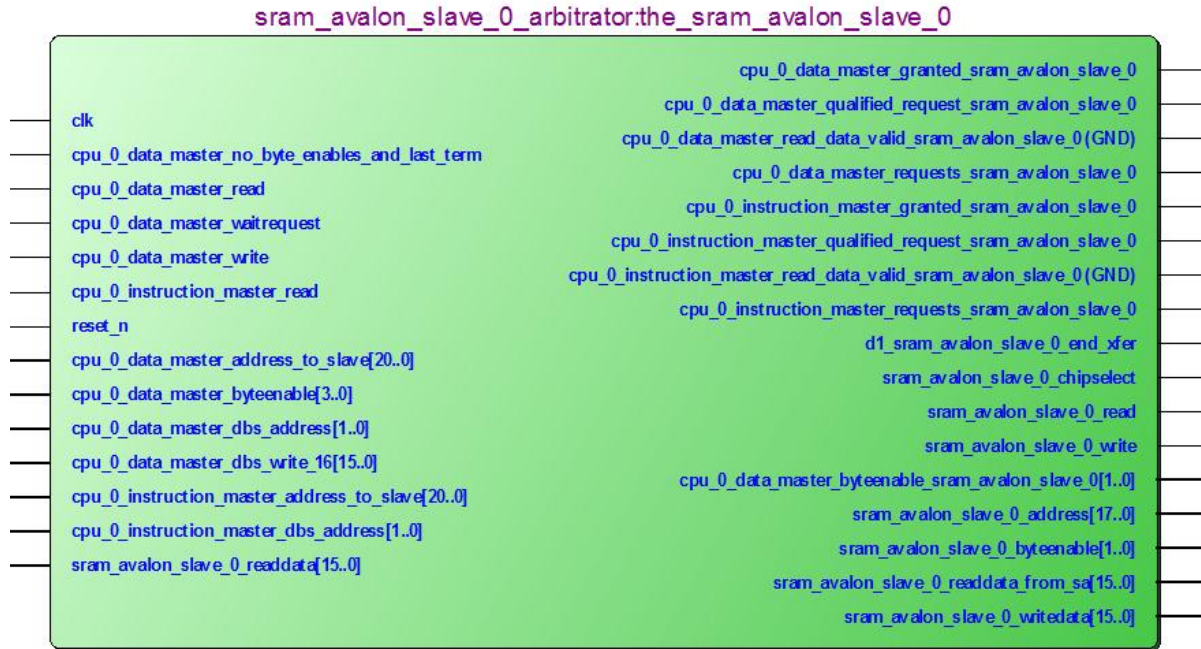 sram_avalon_slave_0_arbitrator:the_sram_avalon_slave_0
clk
cpu_0_data_master_no_byte_enables_and_last_term
cpu_0_data_master_read
cpu_0_data_master_waitrequest
cpu_0_data_master_write
cpu_0_instruction_master_read
reset_n
cpu_0_data_master_address_to_slave[20..0]
cpu_0_data_master_byteenable[3..0]
cpu_0_data_master_dbs_address[1..0]
cpu_0_data_master_dbs_write_16[15..0]
cpu_0_instruction_master_address_to_slave[20..0]
cpu_0_instruction_master_dbs_address[1..0]
sram_avalon_slave_0_readdata[15..0]
cpu_0_data_master_granted_sram_avalon_slave_0
cpu_0_data_master_qualified_request_sram_avalon_slave_0
cpu_0_data_master_read_data_valid_sram_avalon_slave_0 (GND)
cpu_0_data_master_requests_sram_avalon_slave_0
cpu_0_instruction_master_granted_sram_avalon_slave_0
cpu_0_instruction_master_qualified_request_sram_avalon_slave_0
cpu_0_instruction_master_read_data_valid_sram_avalon_slave_0 (GND)
cpu_0_instruction_master_requests_sram_avalon_slave_0
d1_sram_avalon_slave_0_end_xfer
sram_avalon_slave_0_chipselect
sram_avalon_slave_0_read
sram_avalon_slave_0_write
cpu_0_data_master_byteenable_sram_avalon_slave_0[1..0]
sram_avalon_slave_0_address[17..0]
sram_avalon_slave_0_byteenable[1..0]
sram_avalon_slave_0_readdata_from_sa[15..0]
sram_avalon_slave_0_writedata[15..0]